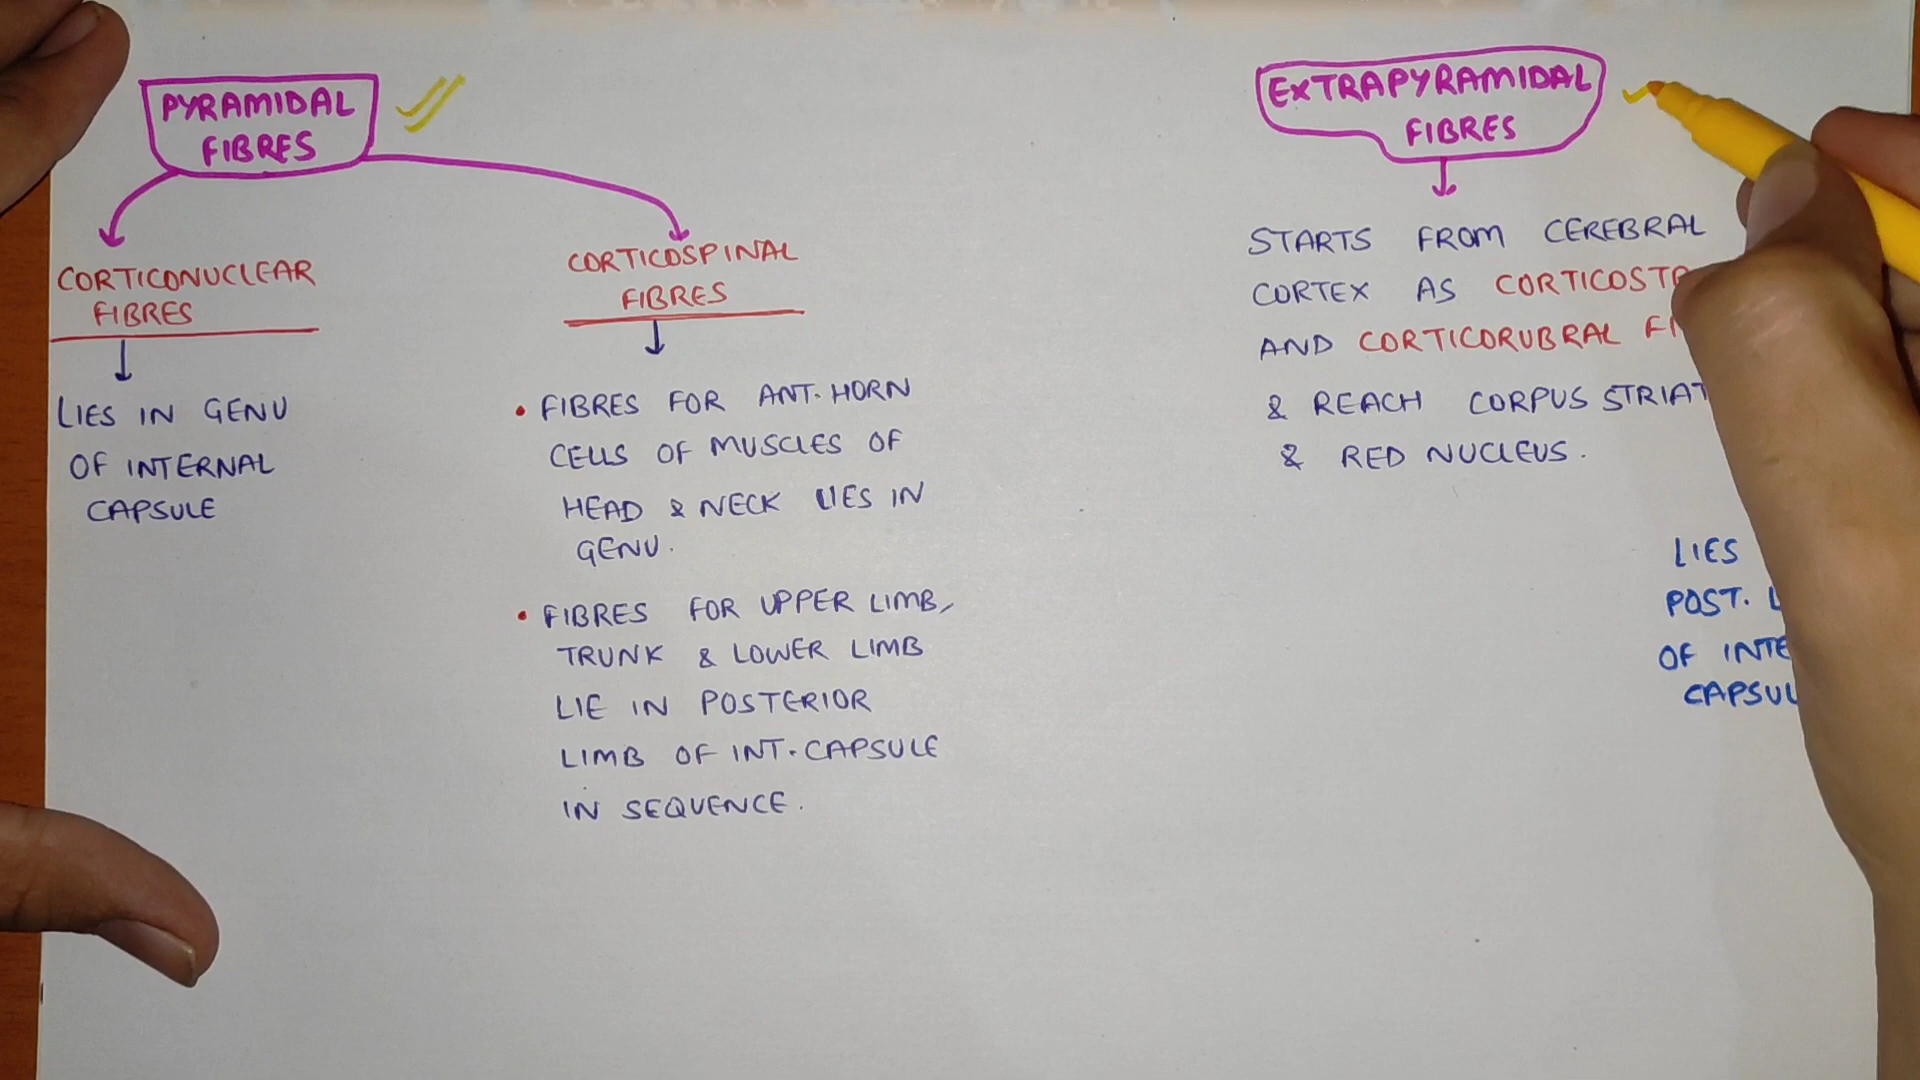 PYRAMIDAL
FIBRES
CORTICONUCLEAR
FIBRES
LIES IN GENU
OF INTERNAL
CAPSULE
CORTICOSPINAL
FIBRES
• FIBRES FOR ANT. HORN
CELLS OF MUSCLES OF
HEAD & NECK LIES IN
GENU.
• FIBRES FOR UPPER LIMB,
TRUNK & LOWER LIMB
LIE IN POSTERIOR
LIMB OF INT. CAPSULE
IN SEQUENCE.
EXTRAPYRAMIDAL
FIBRES
STARTS FROM CEREBRAL
CORTEX AS
AND CORTICORUBRAL
& REACH CORPUS
& RED NUCLEUS.
LIES
POST.
OF